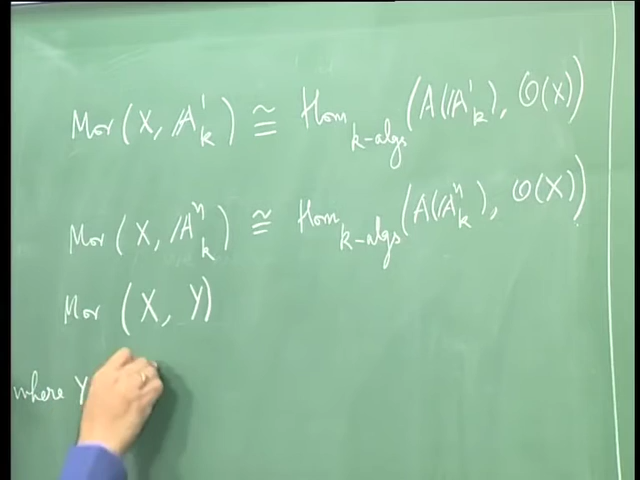 Mor(X, 𝔸¹ₖ) ≅ Hom_{k-algs}(A(𝔸¹ₖ), O(X))
Mor(X, 𝔸ⁿₖ) ≅ Hom_{k-algs}(A(𝔸ⁿₖ), O(X))
Mor (X, Y)
where Y